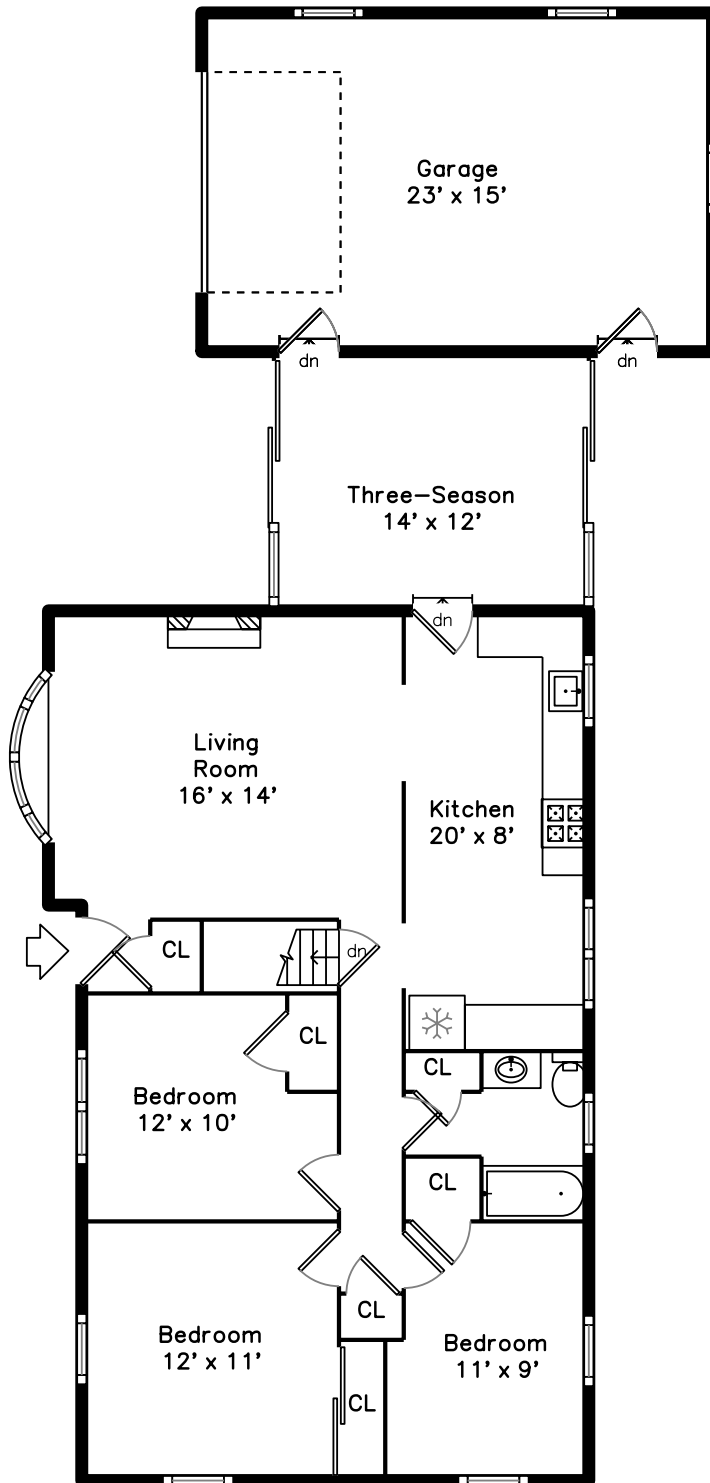 Garage
23' x 15'
dn
dn
Three-Season
14' x 12'
dn
Living
Room
16' x 14'
Kitchen
20' x 8'
CL
dn
CL
CL
Bedroom
12' x 10'
CL
CL
Bedroom
12' x 11'
Bedroom
11' x 9'
CL